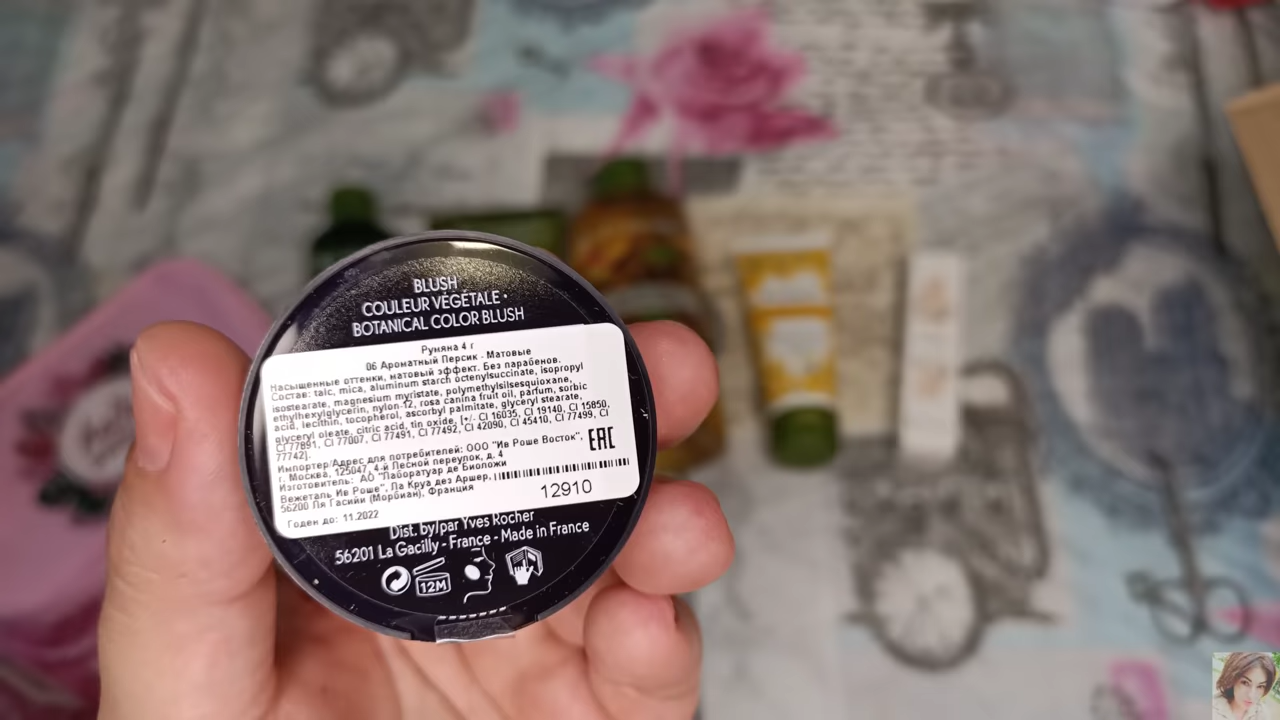 BLUSH
COULEUR VÉGÉTALE •
BOTANICAL COLOR BLUSH
Румяна 4 г
06 Ароматный Персик - Матовые
Насыщенные оттенки, матовый эффект. Без парабенов.
Состав: talc, mica, aluminum starch octenylsuccinate, isopropyl
isostearate, magnesium myristate, polymethylsilsesquioxane,
ethylhexylglycerin, nylon-12, rosa canina fruit oil, parfum, sorbic
acid, lecithin, tocopherol, ascorbyl palmitate, glyceryl stearate,
glyceryl oleate, citric acid, tin oxide, [+/- CI 16035, CI 19140, CI 15850,
CI 77891, CI 77007, CI 77491, CI 77492, CI 42090, CI 45410, CI 77499, CI
77742].
Импортер/Адрес для потребителей: ООО "Ив Роше Восток",
г. Москва, 125047, 4-й Лесной переулок, д. 4
Изготовитель: АО "Лаборатуар де Биоложи
Вежеталь Ив Роше", Ла Круа дез Аршер,
56200 Ля Гасийи (Морбиан), Франция
EAC
12910
Годен до: 11.2022
Dist. by/par Yves Rocher
56201 La Gacilly - France - Made in France
12M